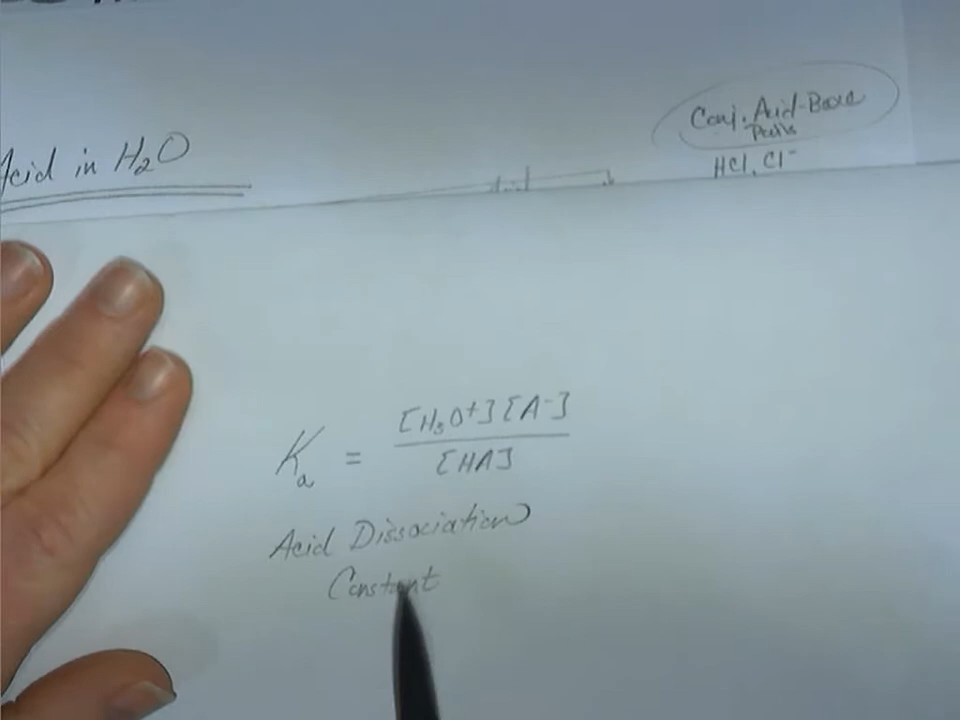 Conj. Acid-Base
Pairs
Acid in H₂O
HCl, Cl⁻
Kₐ = [H₃O⁺][A⁻] / [HA]
Acid Dissociation
Constant